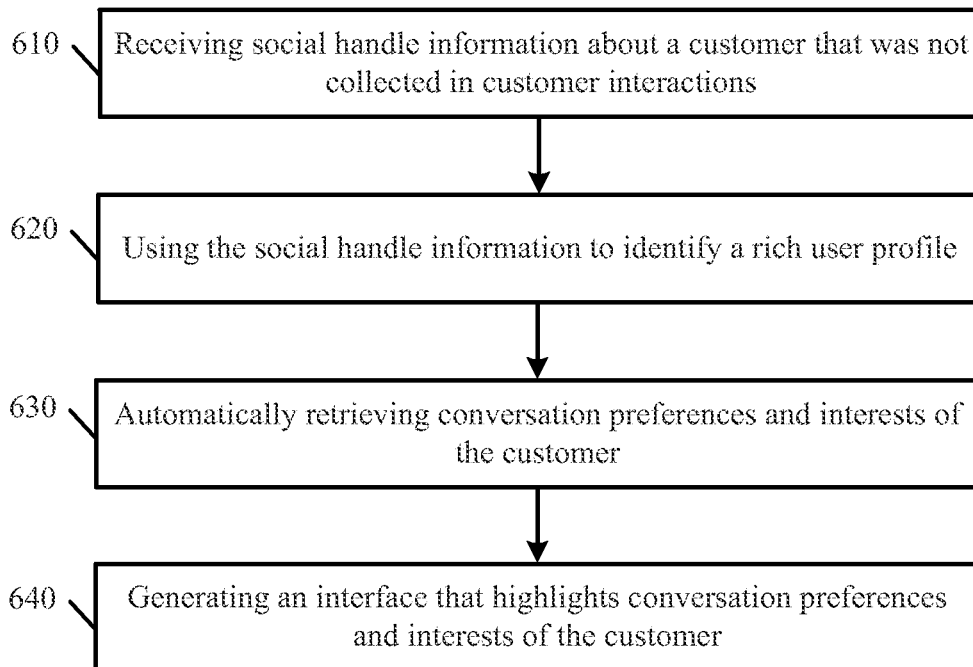 610
Receiving social handle information about a customer that was not
collected in customer interactions
620
Using the social handle information to identify a rich user profile
630
Automatically retrieving conversation preferences and interests of
the customer
640
Generating an interface that highlights conversation preferences
and interests of the customer